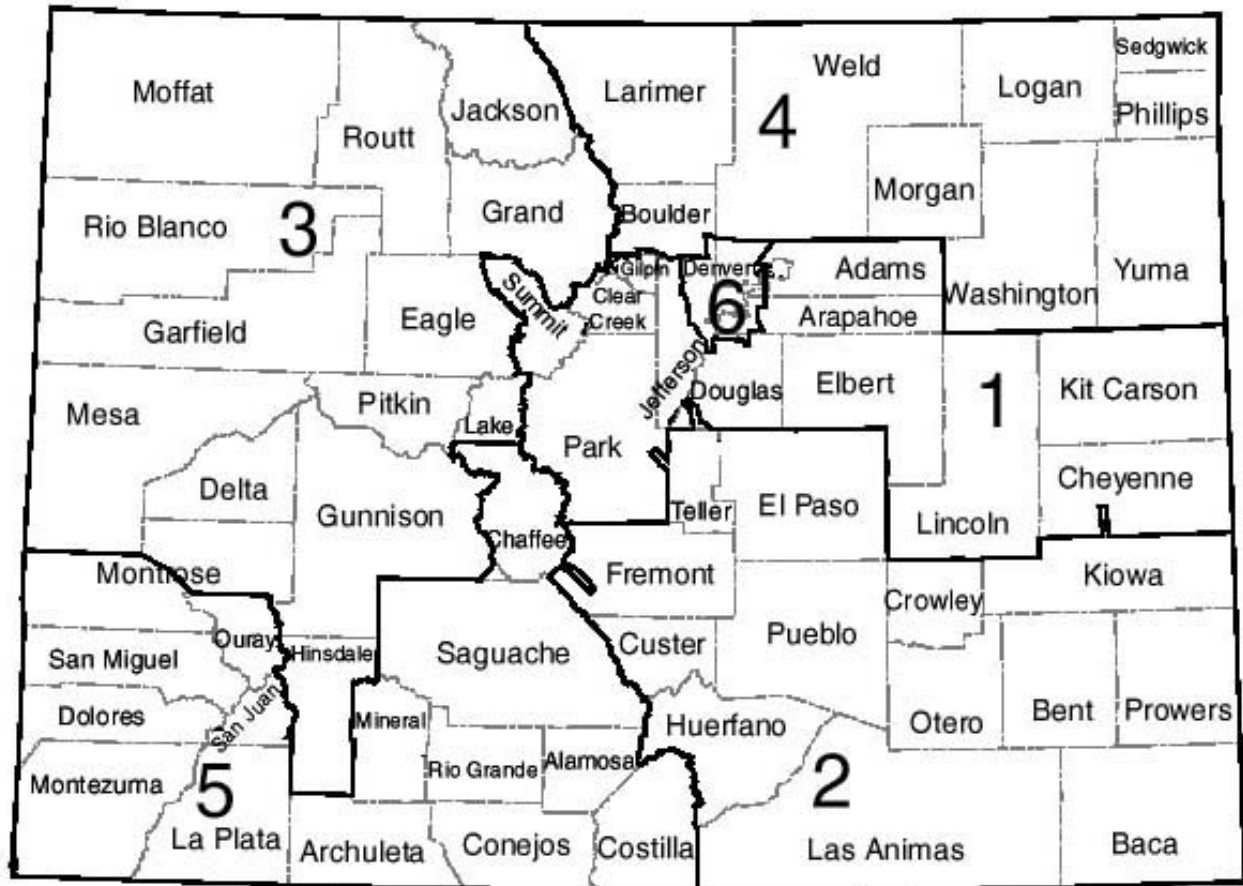 Sedgwick
Weld
Moffat
Larimer
Logan
Jackson
4
Phillips
Routt
Morgan
Grand
Boulder
Rio Blanco
3
Gilpin
Denver
Adams
Yuma
Summit
Clear
Creek
6
Washington
Eagle
Arapahoe
Garfield
Jefferson
Douglas
Elbert
1
Kit Carson
Mesa
Pitkin
Lake
Park
Delta
Cheyenne
Gunnison
Teller
El Paso
Lincoln
Chaffee
Montrose
Fremont
Kiowa
Crowley
Ouray
Hinsdale
Saguache
Custer
Pueblo
San Miguel
Dolores
San Juan
Mineral
Huerfano
Otero
Bent
Prowers
Montezuma
5
Rio Grande
Alamosa
2
La Plata
Archuleta
Conejos
Costilla
Las Animas
Baca